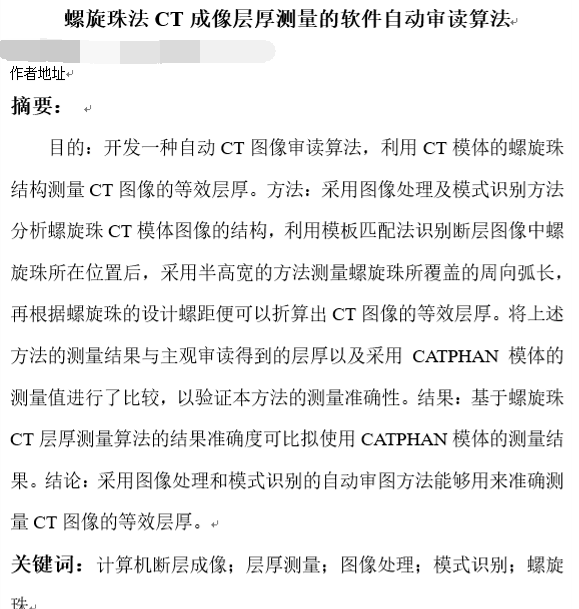 螺旋珠法 CT 成像层厚测量的软件自动审读算法
作者地址
摘要：
目的：开发一种自动 CT 图像审读算法，利用 CT 模体的螺旋珠
结构测量 CT 图像的等效层厚。方法：采用图像处理及模式识别方法
分析螺旋珠 CT 模体图像的结构，利用模板匹配法识别断层图像中螺
旋珠所在位置后，采用半高宽的方法测量螺旋珠所覆盖的周向弧长，
再根据螺旋珠的设计螺距便可以折算出 CT 图像的等效层厚。将上述
方法的测量结果与主观审读得到的层厚以及采用 CATPHAN 模体的
测量值进行了比较，以验证本方法的测量准确性。结果：基于螺旋珠
CT 层厚测量算法的结果准确度可比拟使用 CATPHAN 模体的测量结
果。结论：采用图像处理和模式识别的自动审图方法能够用来准确测
量 CT 图像的等效层厚。
关键词：计算机断层成像；层厚测量；图像处理；模式识别；螺旋
珠